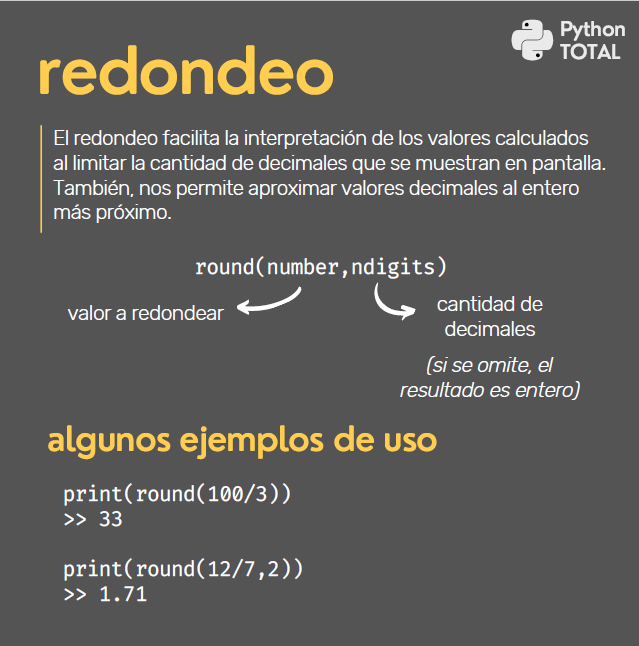 Python
TOTAL
redondeo
El redondeo facilita la interpretación de los valores calculados
al limitar la cantidad de decimales que se muestran en pantalla.
También, nos permite aproximar valores decimales al entero
más próximo.
round(number,ndigits)
valor a redondear
cantidad de
decimales
(si se omite, el
resultado es entero)
algunos ejemplos de uso
print(round(100/3))
>> 33
print(round(12/7,2))
>> 1.71